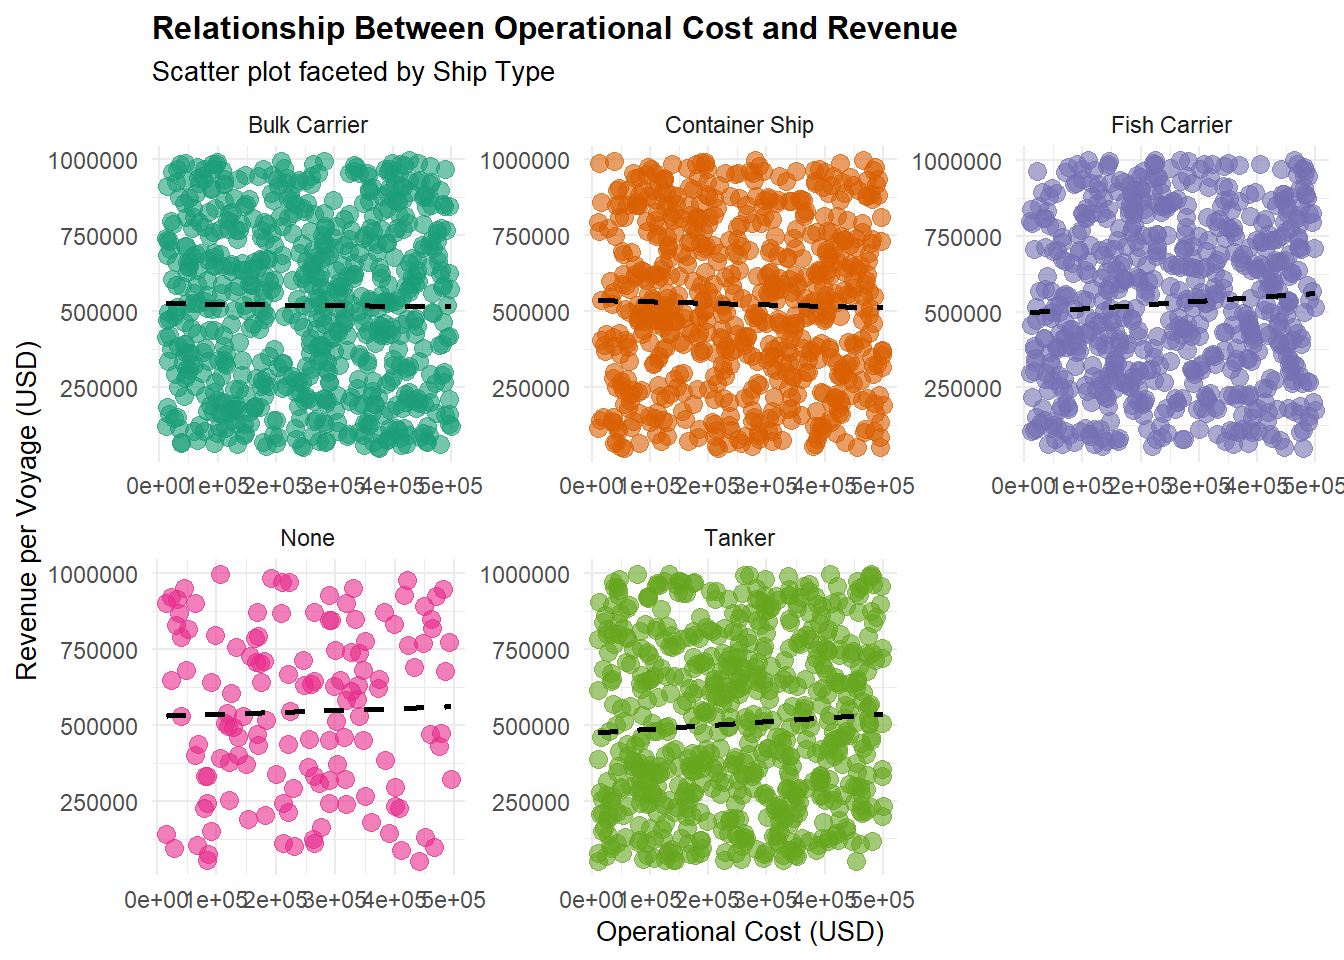 Relationship Between Operational Cost and Revenue
Scatter plot faceted by Ship Type
Bulk Carrier
Container Ship
Fish Carrier
1000000
750000
500000
250000
1000000
750000
500000
250000
1000000
750000
500000
250000
0e+00 1e+05 2e+05 3e+05 4e+05 5e+05
0e+00 1e+05 2e+05 3e+05 4e+05 5e+05
0e+00 1e+05 2e+05 3e+05 4e+05 5e+05
None
Tanker
1000000
750000
500000
250000
1000000
750000
500000
250000
0e+00 1e+05 2e+05 3e+05 4e+05 5e+05
0e+00 1e+05 2e+05 3e+05 4e+05 5e+05
Operational Cost (USD)
Revenue per Voyage (USD)